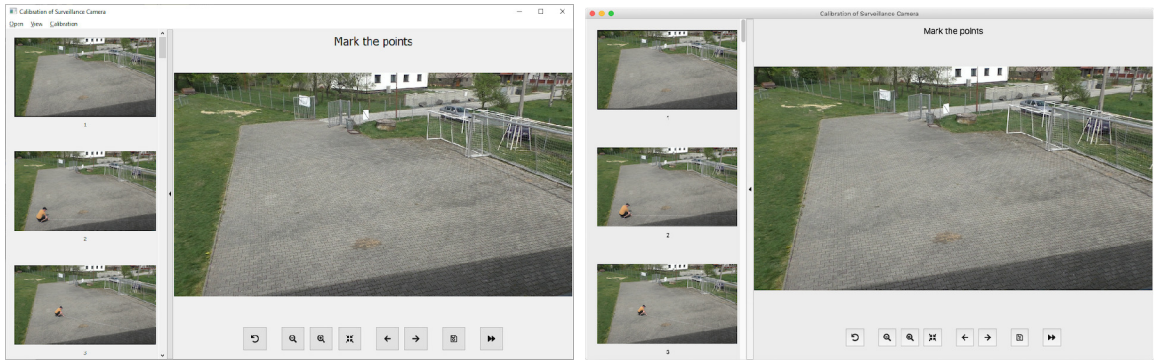 Calibration of Surveillance Camera
Open View Calibration
Mark the points
1
2
3
Calibration of Surveillance Camera
Mark the points
1
2
3